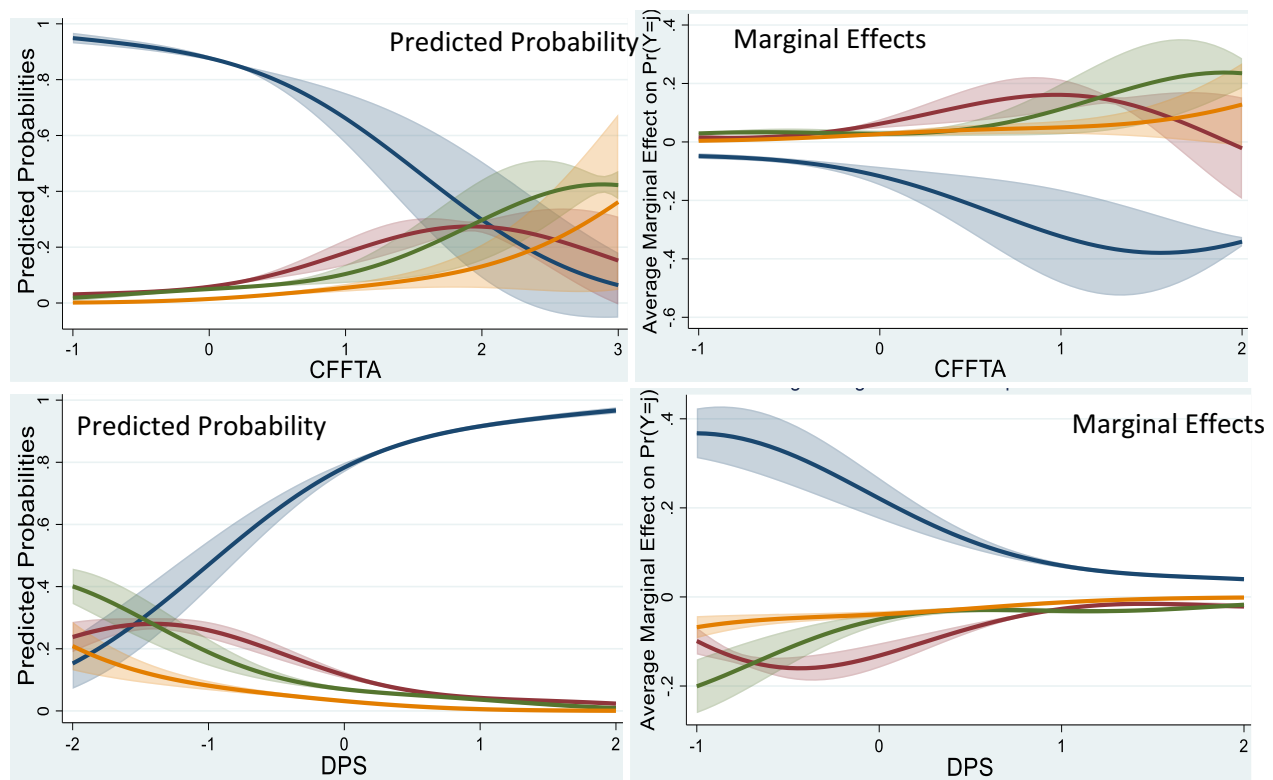 Predicted Probability
Predicted Probabilities
0 .2 .4 .6 .8 1
-1 0 1 2 3
CFFTA
Marginal Effects
Average Marginal Effect on Pr(Y=j)
-.6 -.4 -.2 0 .2 .4
-1 0 1 2
CFFTA
Predicted Probability
Predicted Probabilities
0 .2 .4 .6 .8 1
-2 -1 0 1 2
DPS
Marginal Effects
Average Marginal Effect on Pr(Y=j)
-.2 0 .2 .4
-1 0 1 2
DPS